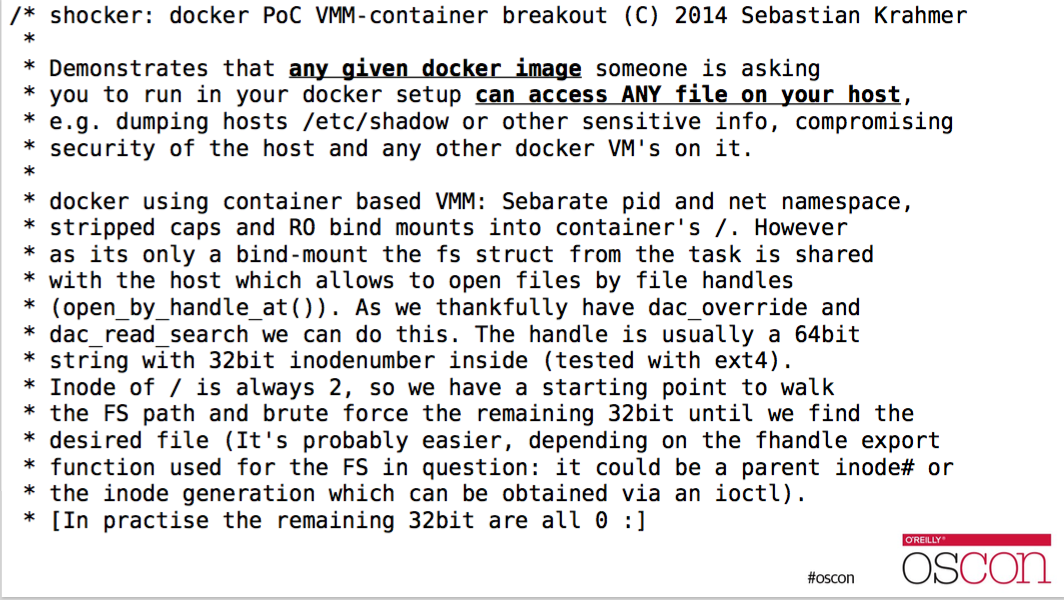 /* shocker: docker PoC VMM-container breakout (C) 2014 Sebastian Krahmer
 *
 * Demonstrates that any given docker image someone is asking
 * you to run in your docker setup can access ANY file on your host,
 * e.g. dumping hosts /etc/shadow or other sensitive info, compromising
 * security of the host and any other docker VM's on it.
 *
 * docker using container based VMM: Sebarate pid and net namespace,
 * stripped caps and RO bind mounts into container's /. However
 * as its only a bind-mount the fs struct from the task is shared
 * with the host which allows to open files by file handles
 * (open_by_handle_at()). As we thankfully have dac_override and
 * dac_read_search we can do this. The handle is usually a 64bit
 * string with 32bit inodenumber inside (tested with ext4).
 * Inode of / is always 2, so we have a starting point to walk
 * the FS path and brute force the remaining 32bit until we find the
 * desired file (It's probably easier, depending on the fhandle export
 * function used for the FS in question: it could be a parent inode# or
 * the inode generation which can be obtained via an ioctl).
 * [In practise the remaining 32bit are all 0 :]
O'REILLY®
#oscon
oscon